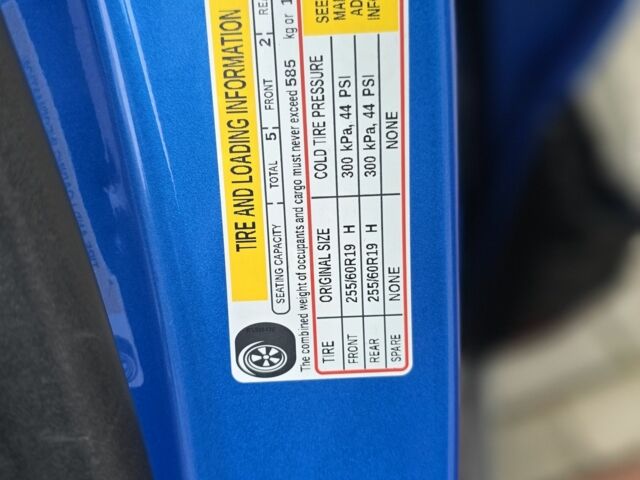 TIRE AND LOADING INFORMATION
SEATING CAPACITY TOTAL 5 FRONT 2
The combined weight of occupants and cargo must never exceed 585 kg or
TIRE ORIGINAL SIZE COLD TIRE PRESSURE
FRONT 255/60R19 H 300 kPa, 44 PSI
REAR 255/60R19 H 300 kPa, 44 PSI
SPARE NONE NONE
SEE